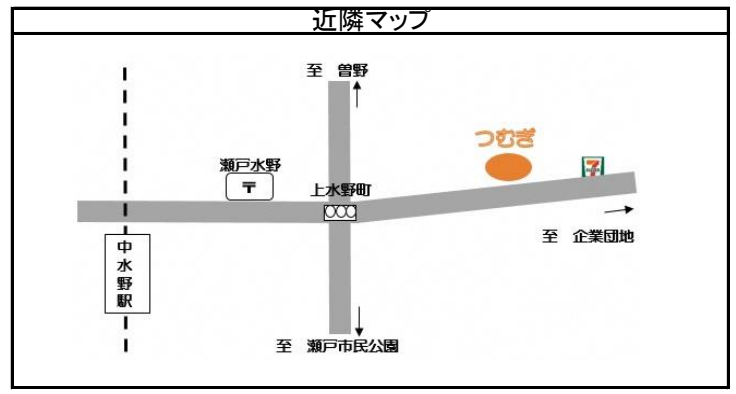 近隣マップ
至 曽野
つむぎ
瀬戸水野
〒
7
上水野町
至 企業団地
中水野駅
至 瀬戸市民公園